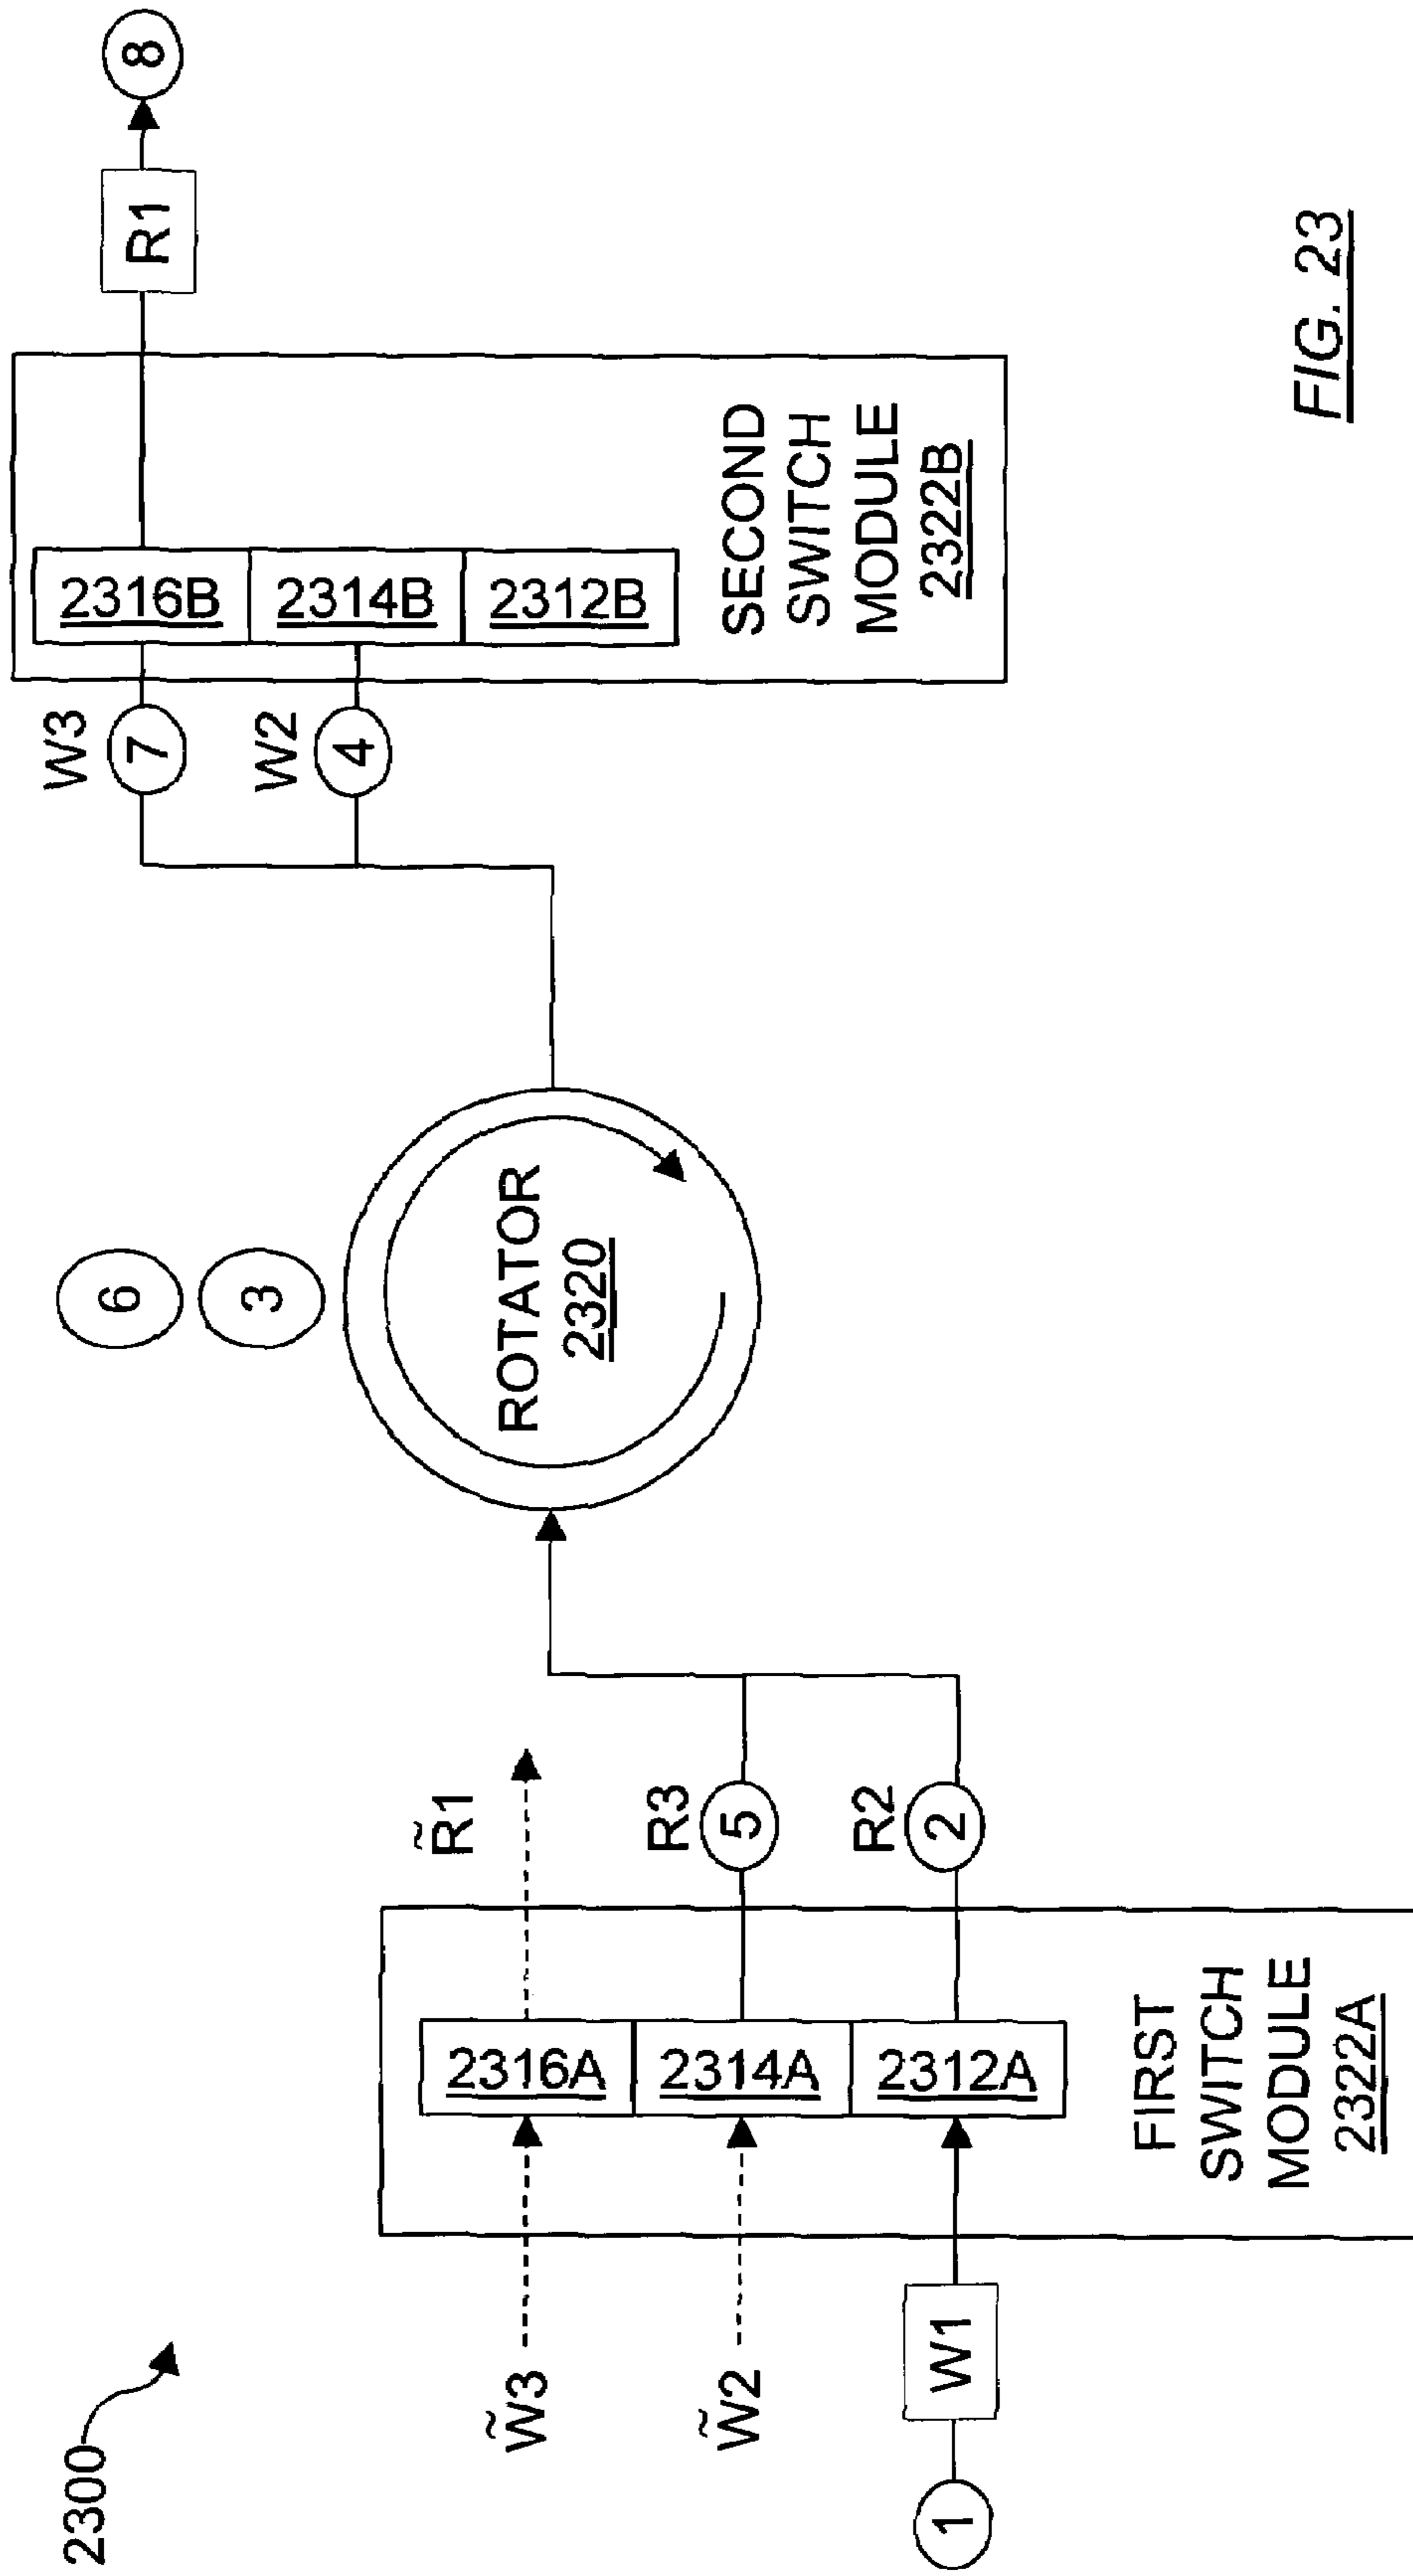 2300
1
W1
W̃3
W̃2
2316A
2314A
2312A
FIRST
SWITCH
MODULE
2322A
R̃1
R3
5
R2
2
6
3
ROTATOR
2320
W3
7
W2
4
2316B
2314B
2312B
SECOND
SWITCH
MODULE
2322B
R1
8
FIG. 23